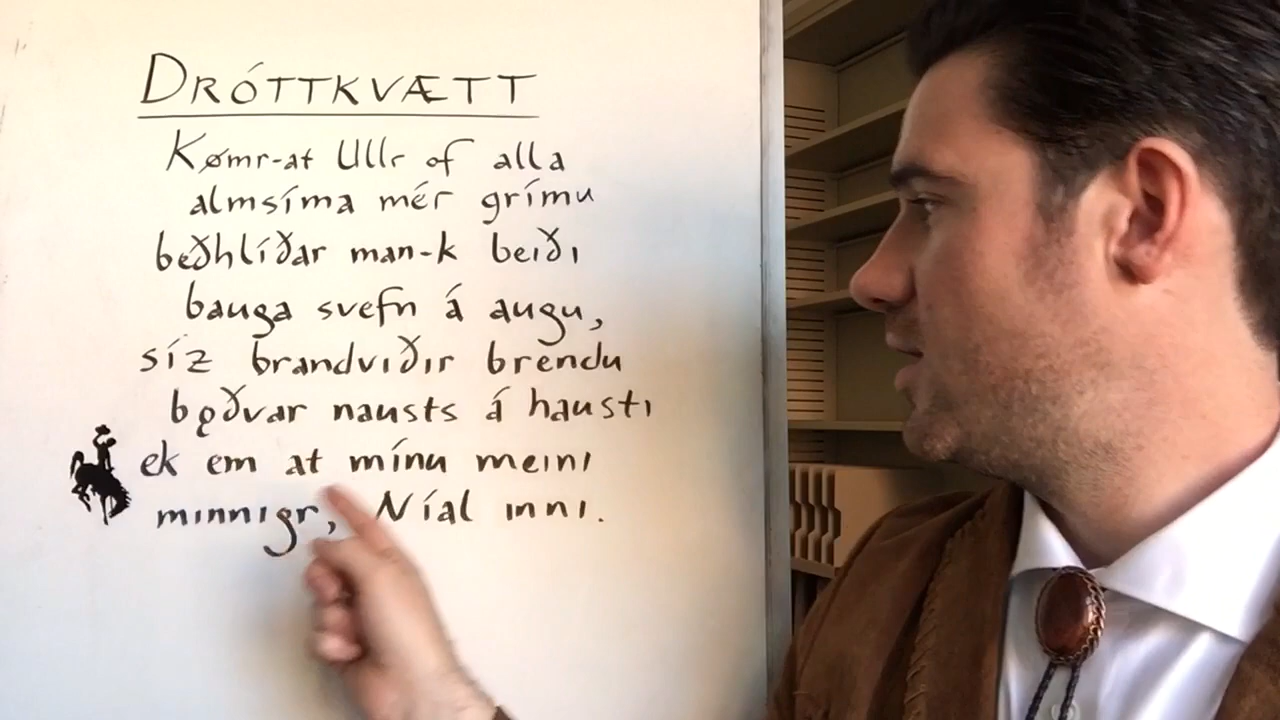 DRÓTTKVÆTT
Kømr-at Ullr of alla
almsíma mér grímu
beðhlíðar man-k beiði
bauga svefn á augu,
síz brandviðir brendu
bǫðvar nausts á hausti
ek em at mínu meini
minnigr, Níal inni.